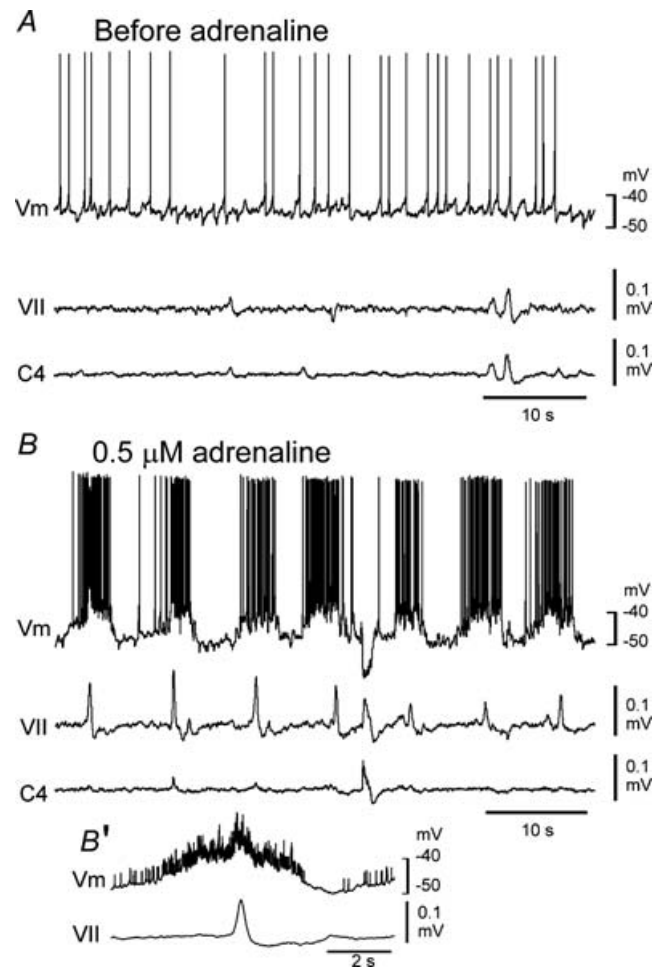 A Before adrenaline
mV
-40
Vm
-50
VII
0.1
mV
C4
0.1
mV
10 s
B 0.5 μM adrenaline
mV
-40
Vm
-50
VII
0.1
mV
C4
0.1
mV
10 s
B'
mV
-40
Vm
-50
VII
0.1
mV
2 s